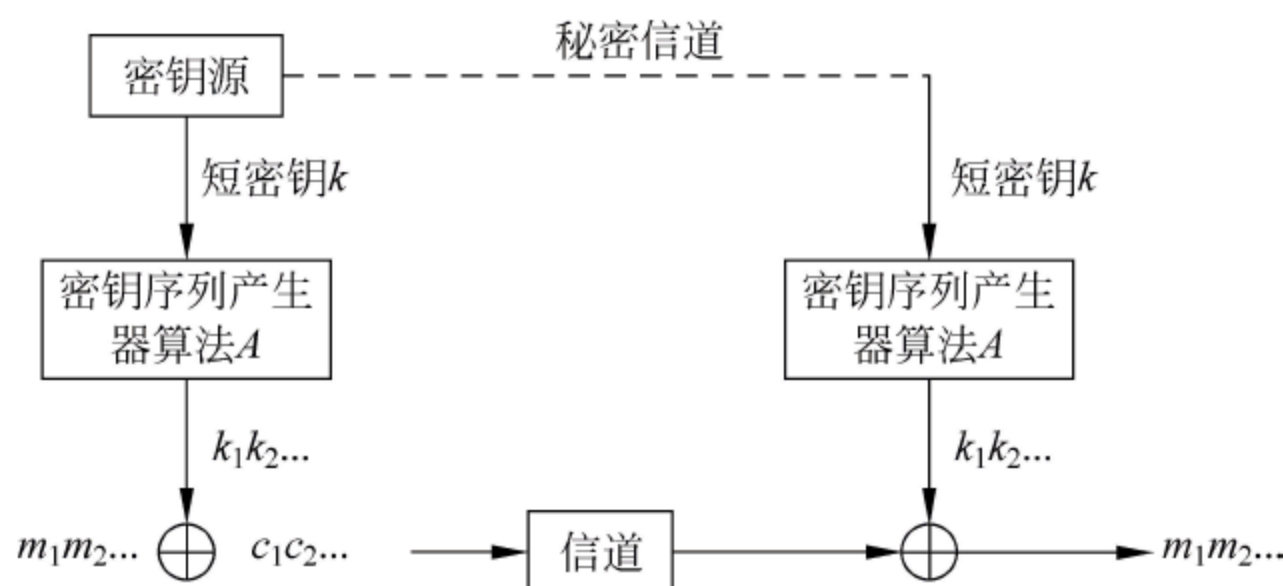 秘密信道
密钥源
短密钥k
短密钥k
密钥序列产生
器算法A
密钥序列产生
器算法A
k₁k₂...
k₁k₂...
m₁m₂...
c₁c₂...
信道
m₁m₂...